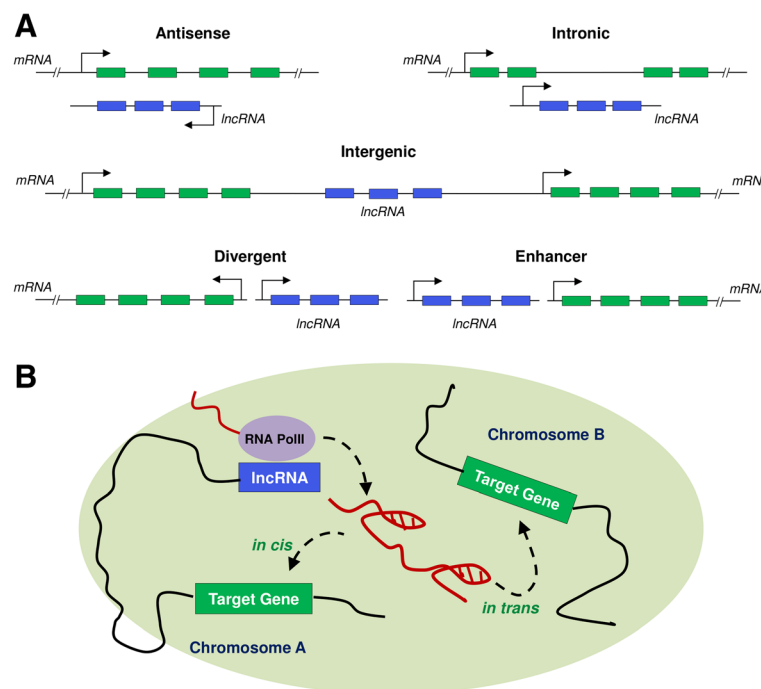 A
Antisense
Intronic
mRNA
mRNA
lncRNA
lncRNA
Intergenic
mRNA
mRN
lncRNA
Divergent
Enhancer
mRNA
mRNA
lncRNA
lncRNA
B
RNA PolII
lncRNA
Chromosome B
Target Gene
in cis
in trans
Target Gene
Chromosome A